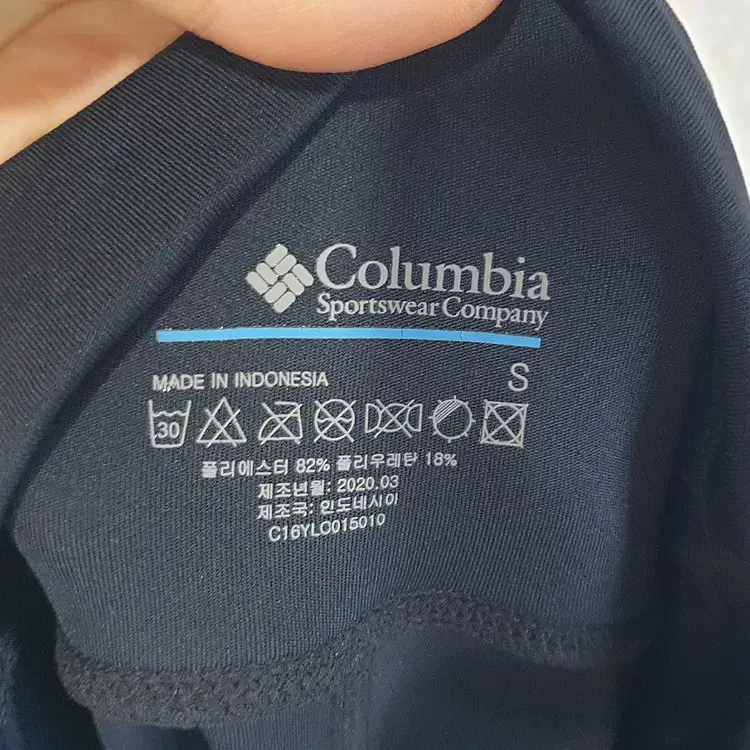 Columbia
Sportswear Company
MADE IN INDONESIA S
30
폴리에스터 82% 폴리우레탄 18%
제조년월: 2020.03
제조국: 인도네시아
C16YLC015010